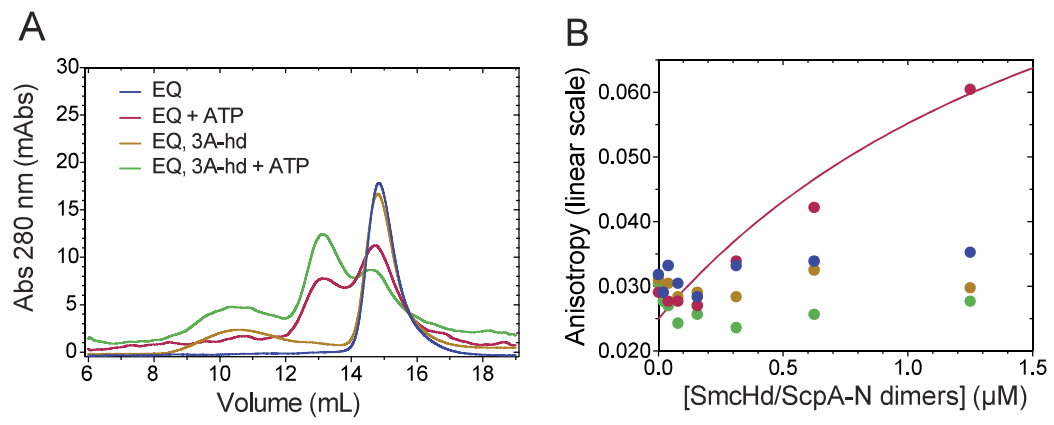 A
Abs 280 nm (mAbs)
30
25
20
15
10
5
0
EQ
EQ + ATP
EQ, 3A-hd
EQ, 3A-hd + ATP
6 8 10 12 14 16 18
Volume (mL)
B
Anisotropy (linear scale)
0.060
0.050
0.040
0.030
0.020
0.0 0.5 1.0 1.5
[SmcHd/ScpA-N dimers] (µM)